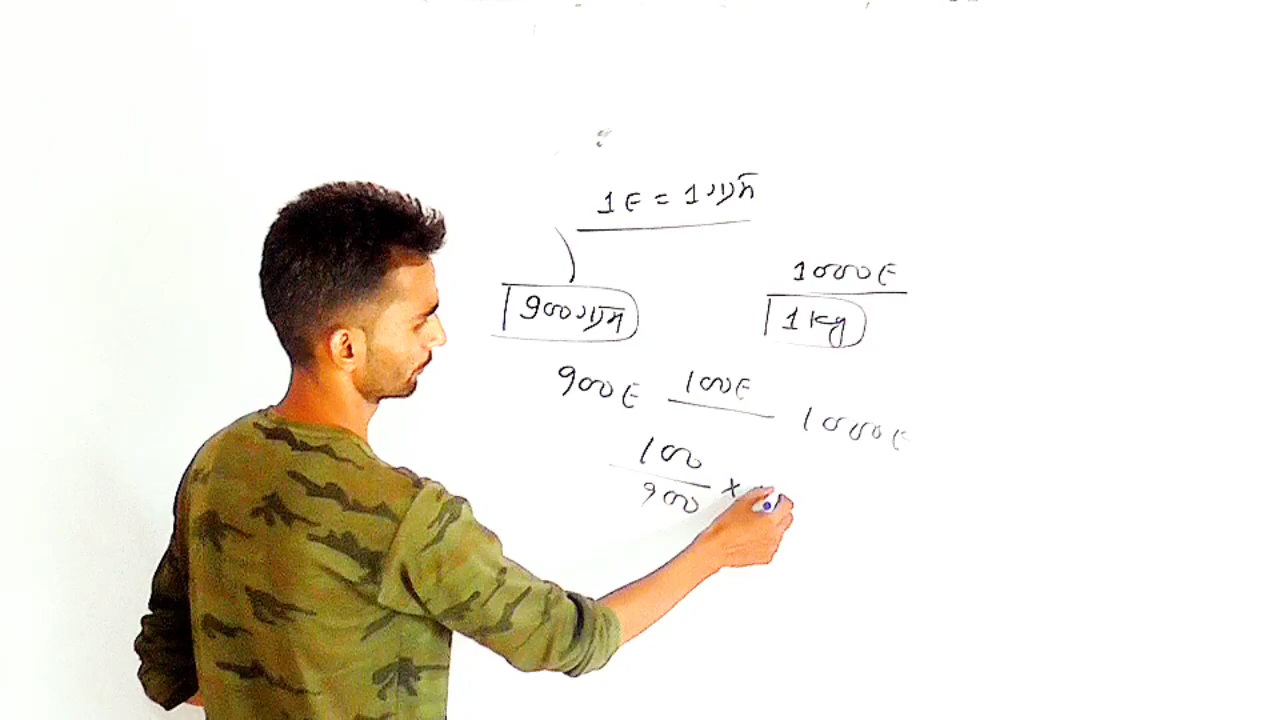 1 ₹ = 1 ग्राम
1000 ₹
900 ग्राम
1 kg
900 ₹ 100 ₹ 1000 ₹
100
900 ×